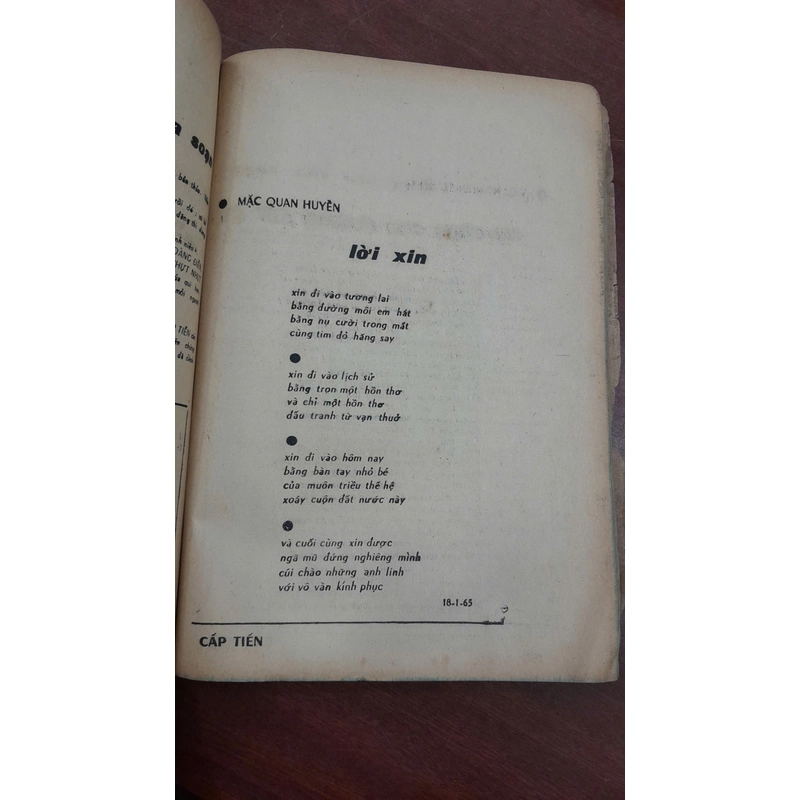 MẶC QUAN HUYỀN
lời xin
xin đi vào tương lai
bằng đường môi em hát
bằng nụ cười trong mắt
cùng tim đỏ hăng say
xin đi vào lịch sử
bằng trọn một hồn thơ
và chỉ một hồn thơ
đấu tranh từ vạn thuở
xin đi vào hôm nay
bằng bàn tay nhỏ bé
của muôn triều thế hệ
xoáy cuộn đất nước này
và cuối cùng xin được
ngã mũ đứng nghiêng mình
cúi chào những anh linh
với vô vàn kính phục
18-1-65
CẤP TIẾN